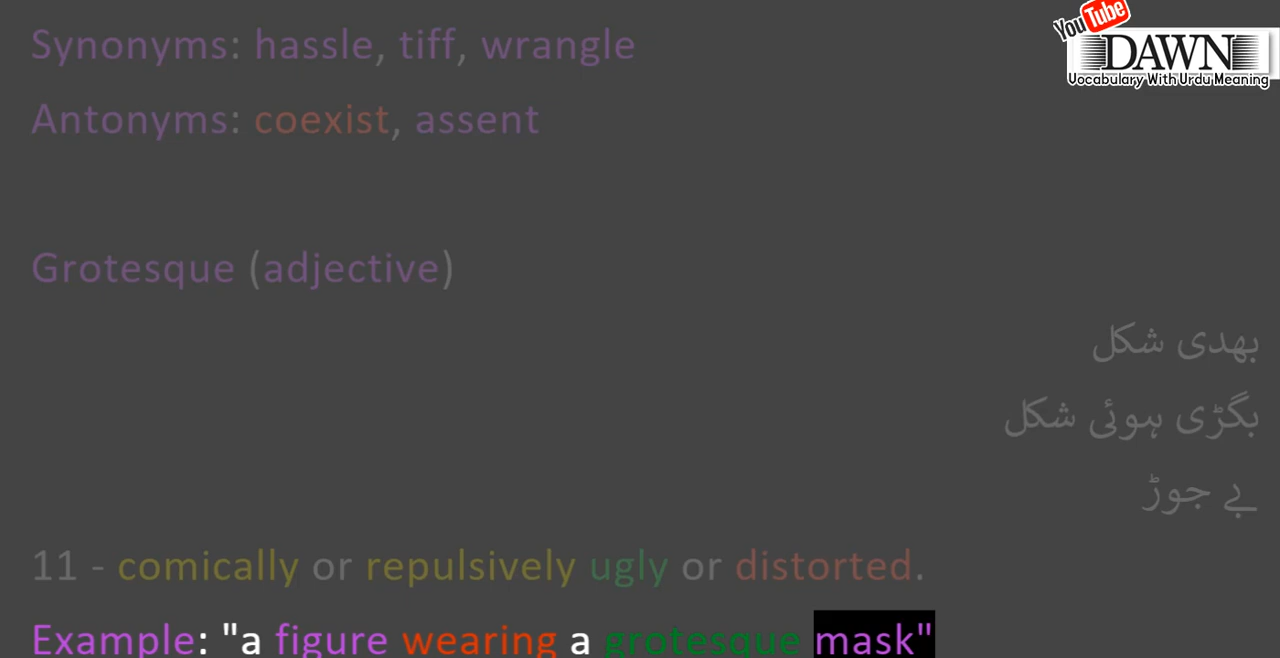 YouTube
DAWN
Vocabulary With Urdu Meaning
Synonyms: hassle, tiff, wrangle
Antonyms: coexist, assent
Grotesque (adjective)
بھدی شکل
بگڑی ہوئی شکل
بے جوڑ
11 - comically or repulsively ugly or distorted.
Example: "a figure wearing a grotesque mask"